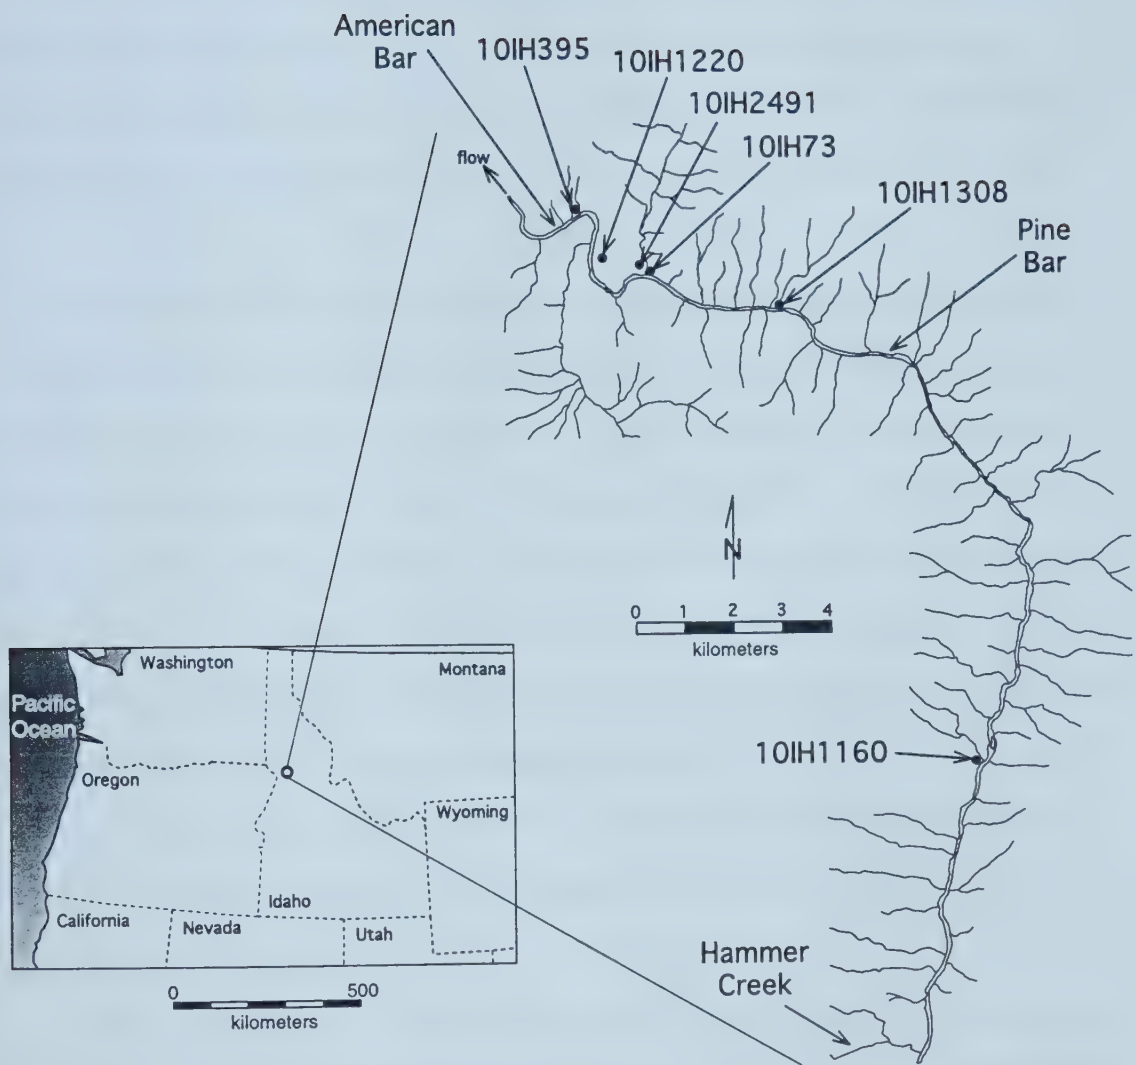 American
Bar
10IH395
10IH1220
10IH2491
10IH73
flow
10IH1308
Pine
Bar
N
0 1 2 3 4
kilometers
Washington
Montana
Pacific
Ocean
Oregon
Wyoming
10IH1160
Idaho
California
Nevada
Utah
Hammer
Creek
0 500
kilometers